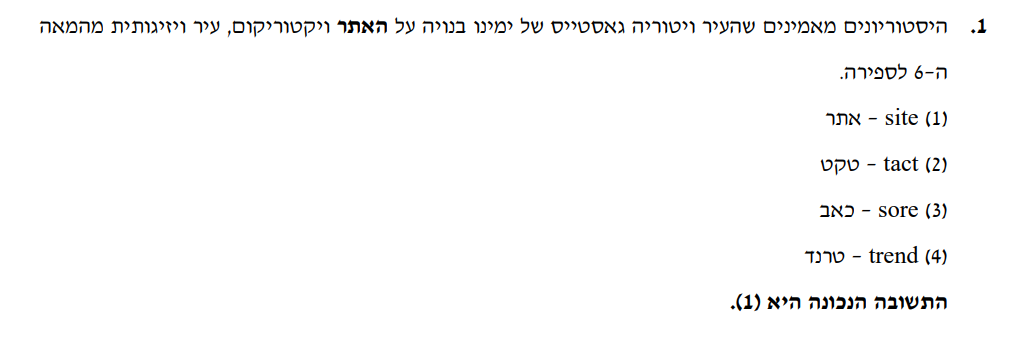 1. היסטוריונים מאמינים שהעיר ויטוריה גאסטייס של ימינו בנויה על האתר ויקטוריקום, עיר ויזיגותית מהמאה
ה-6 לספירה.
(1) site – אתר
(2) tact – טקט
(3) sore – כאב
(4) trend – טרנד
התשובה הנכונה היא (1).